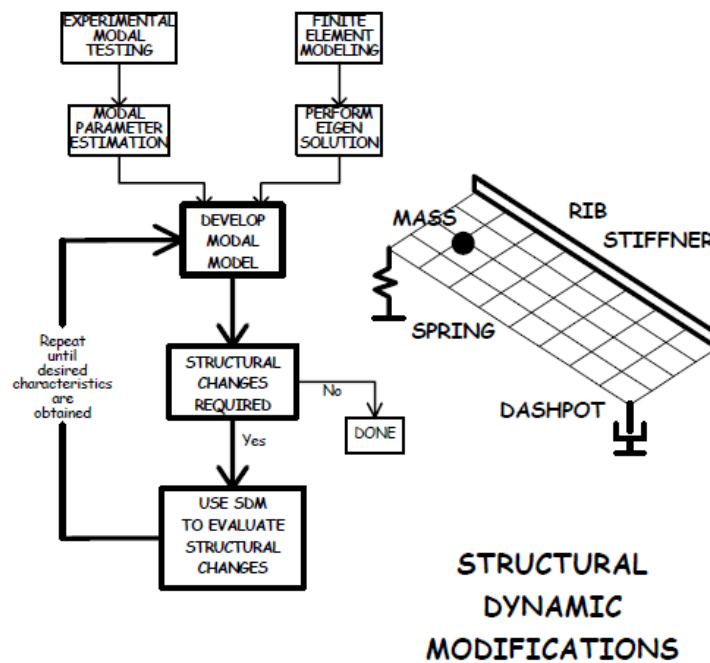 EXPERIMENTAL
MODAL
TESTING
FINITE
ELEMENT
MODELING
MODAL
PARAMETER
ESTIMATION
PERFORM
EIGEN
SOLUTION
DEVELOP
MODAL
MODEL
Repeat
until
desired
characteristics
are
obtained
STRUCTURAL
CHANGES
REQUIRED
No
Yes
DONE
USE SDM
TO EVALUATE
STRUCTURAL
CHANGES
MASS
RIB
STIFFNER
SPRING
DASHPOT
STRUCTURAL
DYNAMIC
MODIFICATIONS